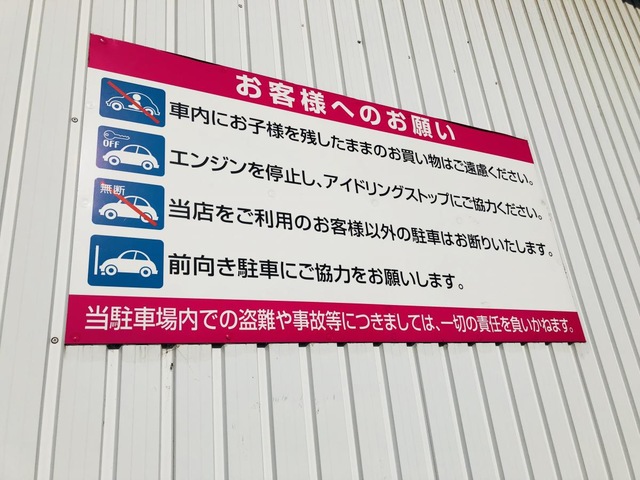 お客様へのお願い
車内にお子様を残したままのお買い物はご遠慮ください。
OFF
エンジンを停止し、アイドリングストップにご協力ください。
無断
当店をご利用のお客様以外の駐車はお断りいたします。
前向き駐車にご協力をお願いします。
当駐車場内での盗難や事故等につきましては、一切の責任を負いかねます。